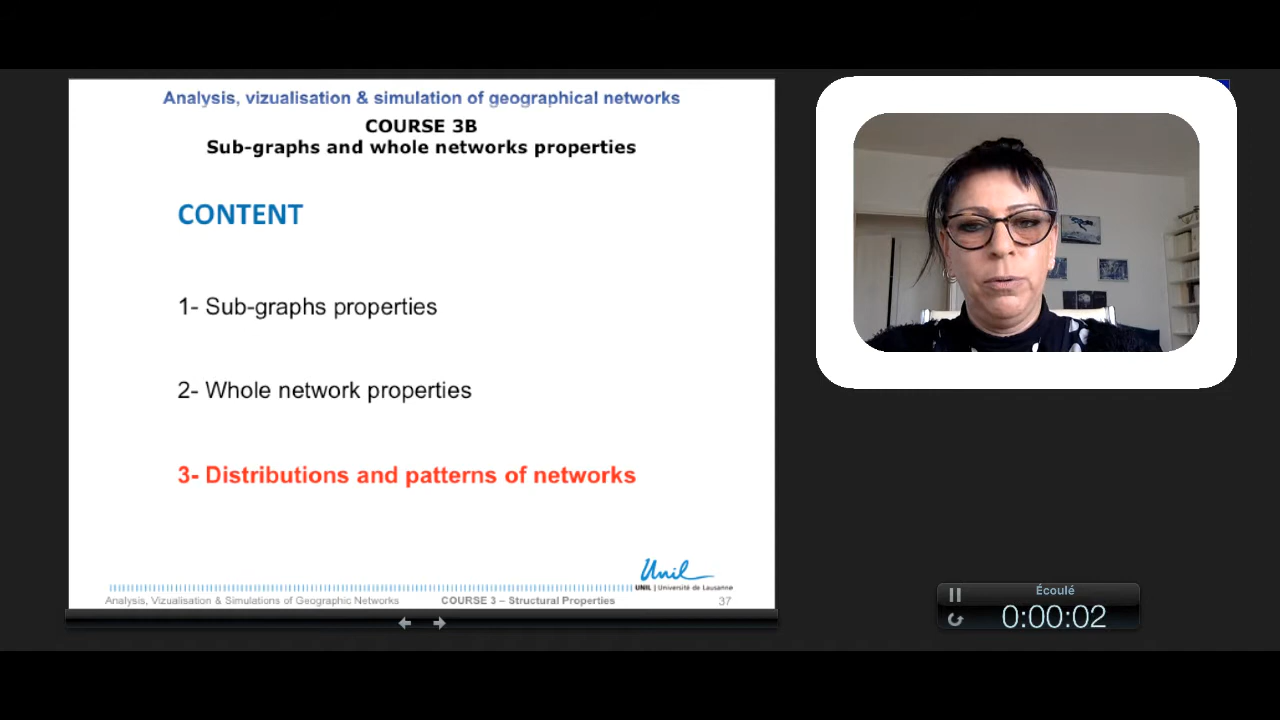 Analysis, vizualisation & simulation of geographical networks
COURSE 3B
Sub-graphs and whole networks properties
CONTENT
1- Sub-graphs properties
2- Whole network properties
3- Distributions and patterns of networks
Unil
UNIL | Université de Lausanne
Analysis, Vizualisation & Simulations of Geographic Networks
COURSE 3 – Structural Properties
37
Écoulé
0:00:02